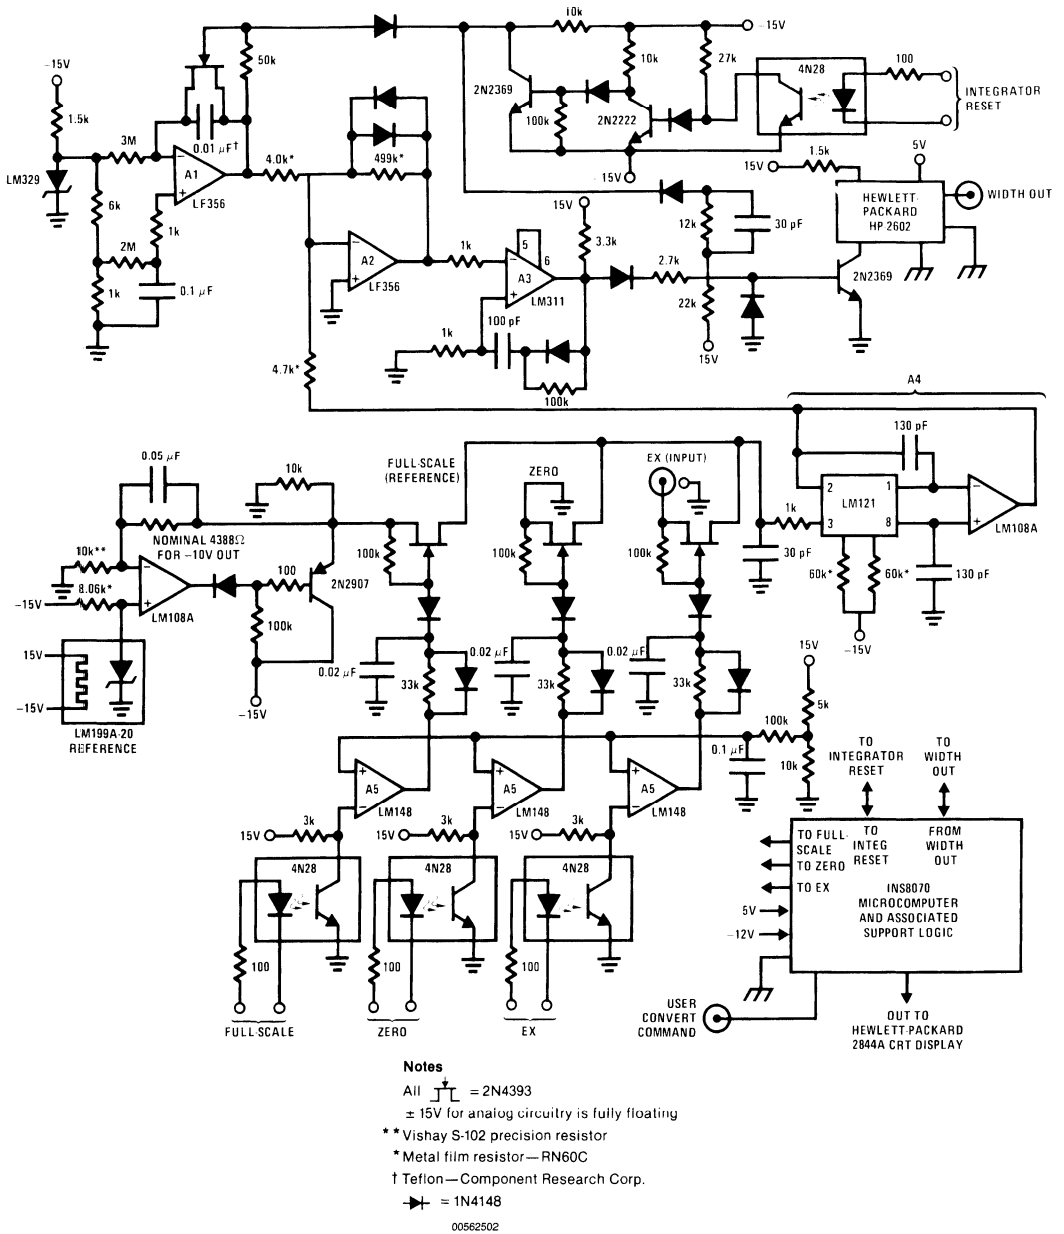 10k
-15V
-15V
50k
10k
27k
4N28
100
INTEGRATOR
RESET
1.5k
2N2369
100k
2N2222
0.01 μF†
3M
A1
LF356
4.0k*
499k*
-15V
5V
1.5k
15V
HEWLETT-
PACKARD
HP 2602
WIDTH OUT
LM329
6k
1k
2M
1k
0.1 μF
A2
LF356
1k
5
6
A3
LM311
15V
3.3k
12k
30 pF
2.7k
2N2369
22k
15V
100 pF
1k
4.7k*
100k
A4
130 pF
0.05 μF
10k
FULL-SCALE
(REFERENCE)
ZERO
EX (INPUT)
2
1
LM121
3
8
LM108A
1k
NOMINAL 4388Ω
FOR -10V OUT
10k**
8.06k*
-15V
LM108A
100
2N2907
100k
100k
100k
100k
30 pF
60k*
60k*
130 pF
-15V
15V
-15V
LM199A-20
REFERENCE
-15V
0.02 μF
33k
0.02 μF
33k
0.02 μF
33k
15V
5k
100k
10k
0.1 μF
A5
LM148
A5
LM148
A5
LM148
15V
3k
15V
3k
15V
3k
4N28
4N28
4N28
100
100
100
FULL-SCALE
ZERO
EX
TO
INTEGRATOR
RESET
TO
WIDTH
OUT
TO FULL-
SCALE
TO
INTEG
RESET
FROM
WIDTH
OUT
TO ZERO
TO EX
5V
-12V
INS8070
MICROCOMPUTER
AND ASSOCIATED
SUPPORT LOGIC
USER
CONVERT
COMMAND
OUT TO
HEWLETT-PACKARD
2844A CRT DISPLAY
Notes
All = 2N4393
± 15V for analog circuitry is fully floating
** Vishay S-102 precision resistor
* Metal film resistor—RN60C
† Teflon—Component Research Corp.
= 1N4148
00562502